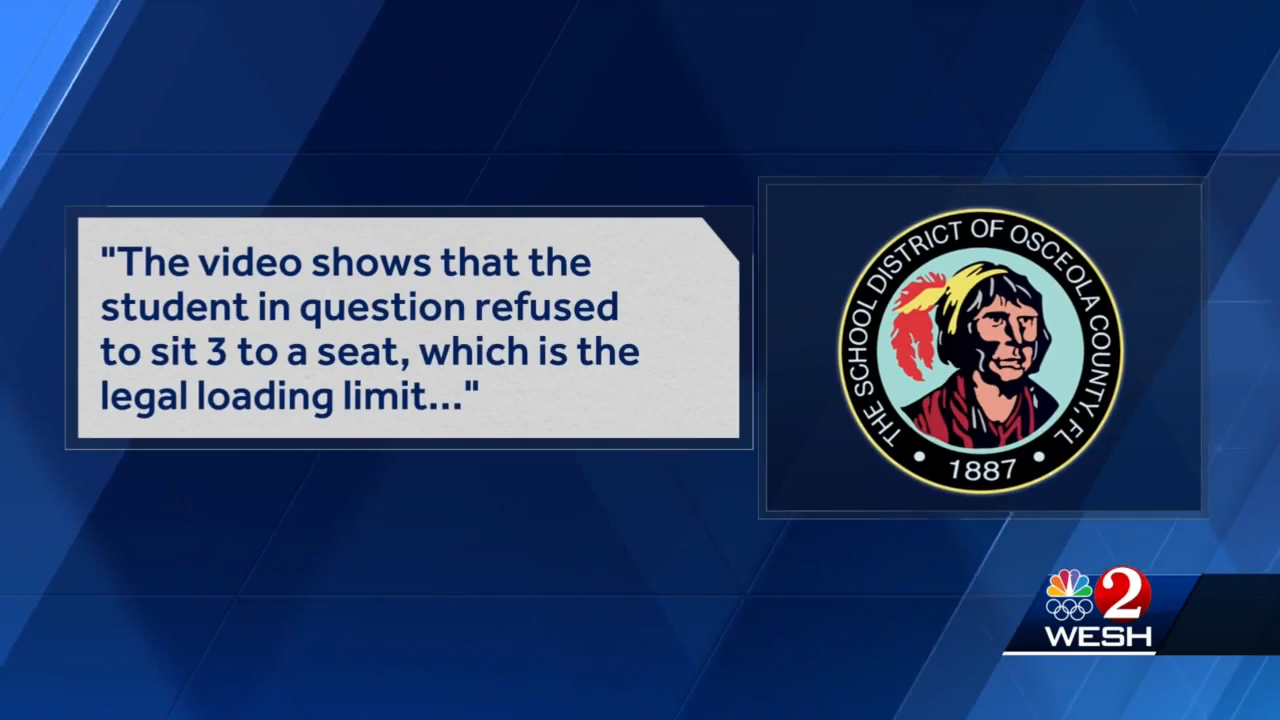 "The video shows that the
student in question refused
to sit 3 to a seat, which is the
legal loading limit..."
THE SCHOOL DISTRICT OF OSCEOLA COUNTY, FL
1887
2
WESH